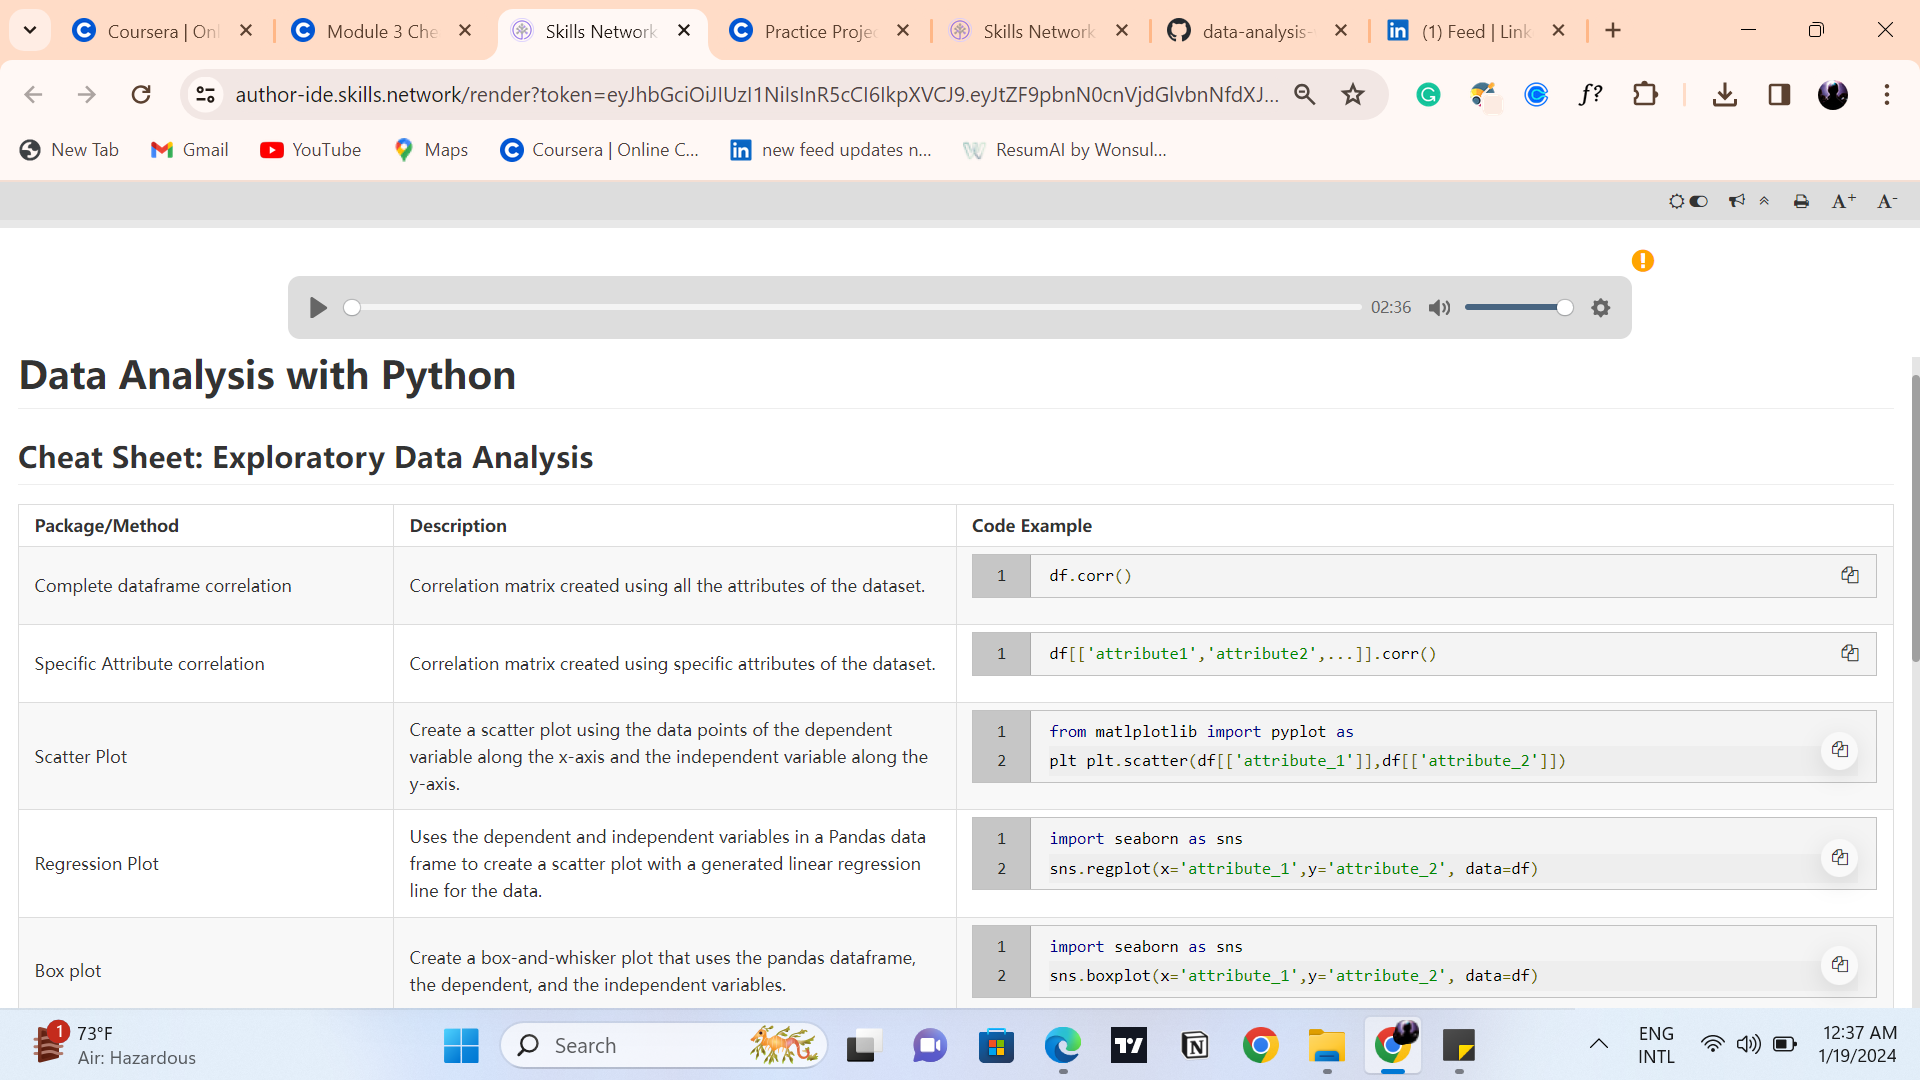 Coursera | Onl
Module 3 Che
Skills Network
Practice Projec
Skills Network
data-analysis-
(1) Feed | Link
author-ide.skills.network/render?token=eyJhbGciOiJIUzI1NiIsInR5cCI6IkpXVCJ9.eyJtZF9pbnN0cnVjdGlvbnNfdXJ...
f?
New Tab
Gmail
YouTube
Maps
Coursera | Online C...
new feed updates n...
ResumAI by Wonsul...
A+
A-
02:36
Data Analysis with Python
Cheat Sheet: Exploratory Data Analysis
Package/Method
Description
Code Example
Complete dataframe correlation
Correlation matrix created using all the attributes of the dataset.
1 df.corr()
Specific Attribute correlation
Correlation matrix created using specific attributes of the dataset.
1 df[['attribute1','attribute2',...]].corr()
Scatter Plot
Create a scatter plot using the data points of the dependent
variable along the x-axis and the independent variable along the
y-axis.
1 from matlplotlib import pyplot as
2 plt plt.scatter(df[['attribute_1']],df[['attribute_2']])
Regression Plot
Uses the dependent and independent variables in a Pandas data
frame to create a scatter plot with a generated linear regression
line for the data.
1 import seaborn as sns
2 sns.regplot(x='attribute_1',y='attribute_2', data=df)
Box plot
Create a box-and-whisker plot that uses the pandas dataframe,
the dependent, and the independent variables.
1 import seaborn as sns
2 sns.boxplot(x='attribute_1',y='attribute_2', data=df)
1
73°F
Air: Hazardous
Search
ENG
INTL
12:37 AM
1/19/2024